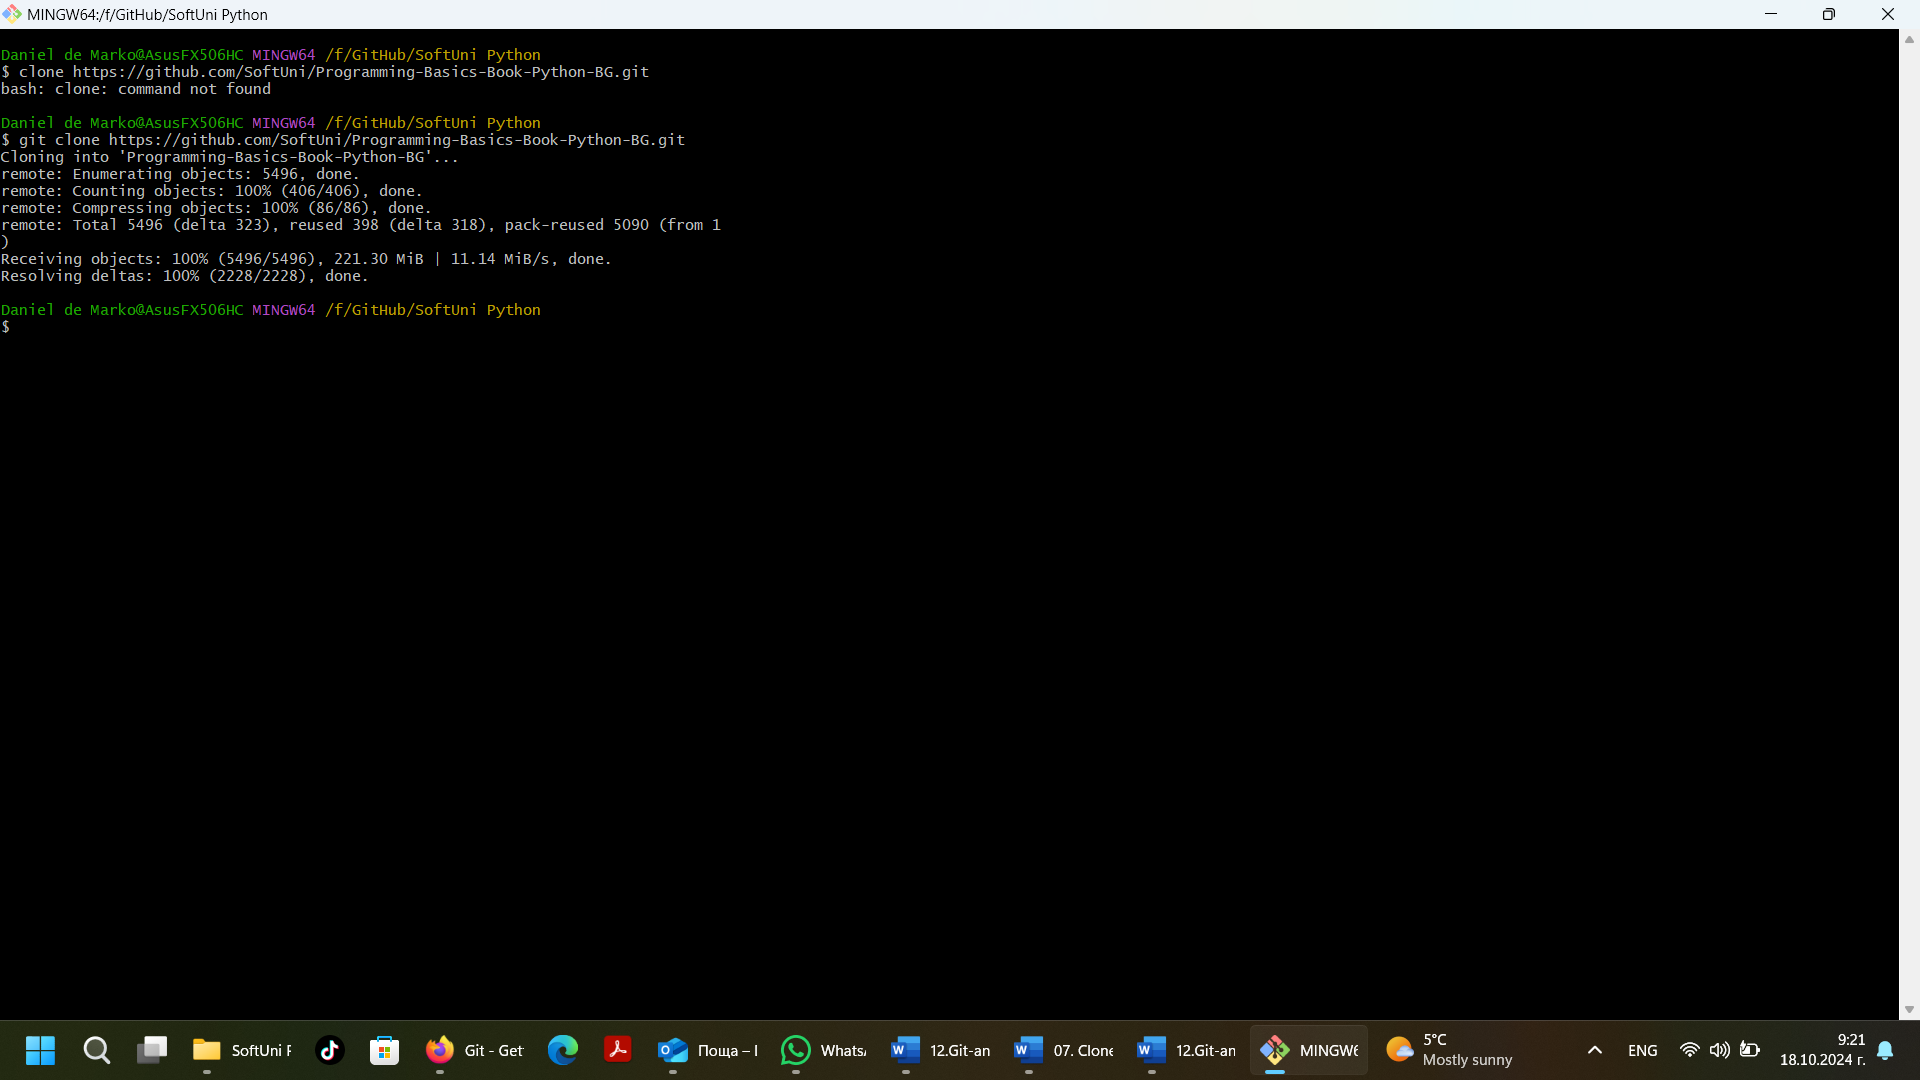 MINGW64:/f/GitHub/SoftUni Python
Daniel de Marko@AsusFX506HC MINGW64 /f/GitHub/SoftUni Python
$ clone https://github.com/SoftUni/Programming-Basics-Book-Python-BG.git
bash: clone: command not found
Daniel de Marko@AsusFX506HC MINGW64 /f/GitHub/SoftUni Python
$ git clone https://github.com/SoftUni/Programming-Basics-Book-Python-BG.git
Cloning into 'Programming-Basics-Book-Python-BG'...
remote: Enumerating objects: 5496, done.
remote: Counting objects: 100% (406/406), done.
remote: Compressing objects: 100% (86/86), done.
remote: Total 5496 (delta 323), reused 398 (delta 318), pack-reused 5090 (from 1
)
Receiving objects: 100% (5496/5496), 221.30 MiB | 11.14 MiB/s, done.
Resolving deltas: 100% (2228/2228), done.
Daniel de Marko@AsusFX506HC MINGW64 /f/GitHub/SoftUni Python
$
SoftUni P Git - Get Поща – I Whats 12.Git-an 07. Clone 12.Git-an MINGW6
5°C
Mostly sunny
ENG
9:21
18.10.2024 г.